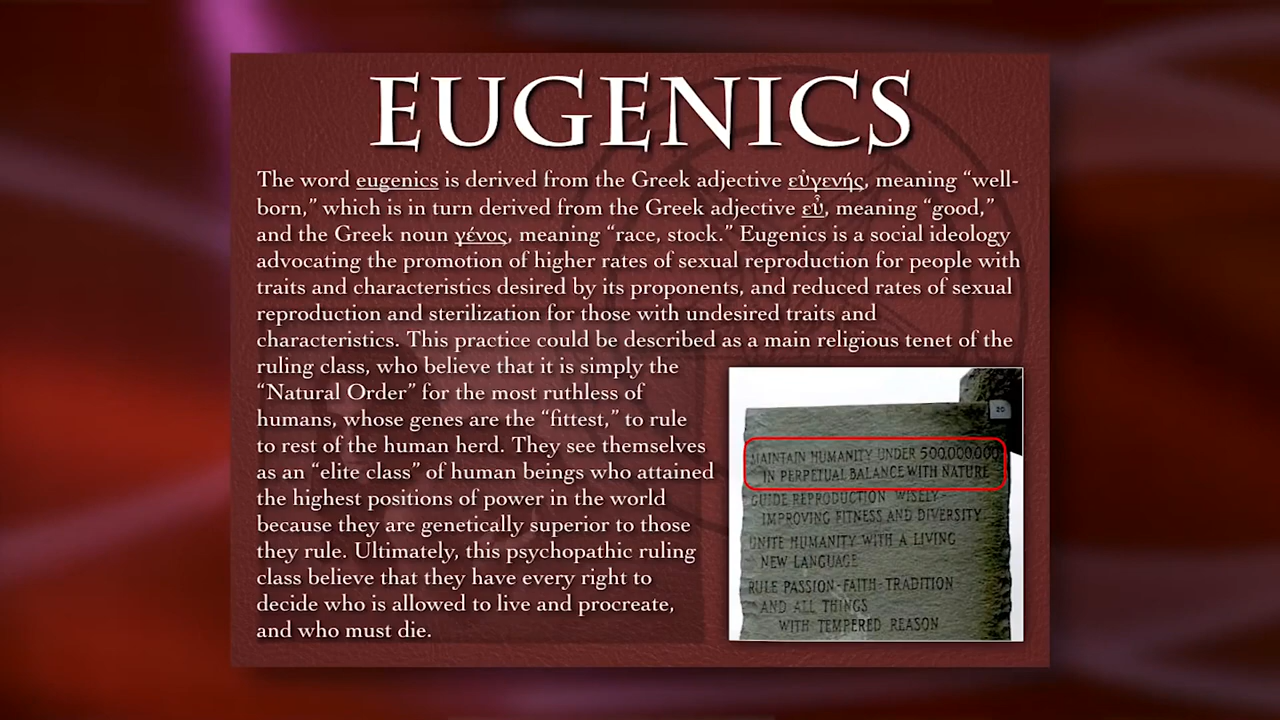 EUGENICS
The word eugenics is derived from the Greek adjective εὐγενής, meaning “well-
born,” which is in turn derived from the Greek adjective εὖ, meaning “good,”
and the Greek noun γένος, meaning “race, stock.” Eugenics is a social ideology
advocating the promotion of higher rates of sexual reproduction for people with
traits and characteristics desired by its proponents, and reduced rates of sexual
reproduction and sterilization for those with undesired traits and
characteristics. This practice could be described as a main religious tenet of the
ruling class, who believe that it is simply the
“Natural Order” for the most ruthless of
humans, whose genes are the “fittest,” to rule
to rest of the human herd. They see themselves
as an “elite class” of human beings who attained
the highest positions of power in the world
because they are genetically superior to those
they rule. Ultimately, this psychopathic ruling
class believe that they have every right to
decide who is allowed to live and procreate,
and who must die.
20
MAINTAIN HUMANITY UNDER 500,000,000
IN PERPETUAL BALANCE WITH NATURE
GUIDE REPRODUCTION WISELY-
IMPROVING FITNESS AND DIVERSITY
UNITE HUMANITY WITH A LIVING
NEW LANGUAGE
RULE PASSION-FAITH-TRADITION
AND ALL THINGS
WITH TEMPERED REASON